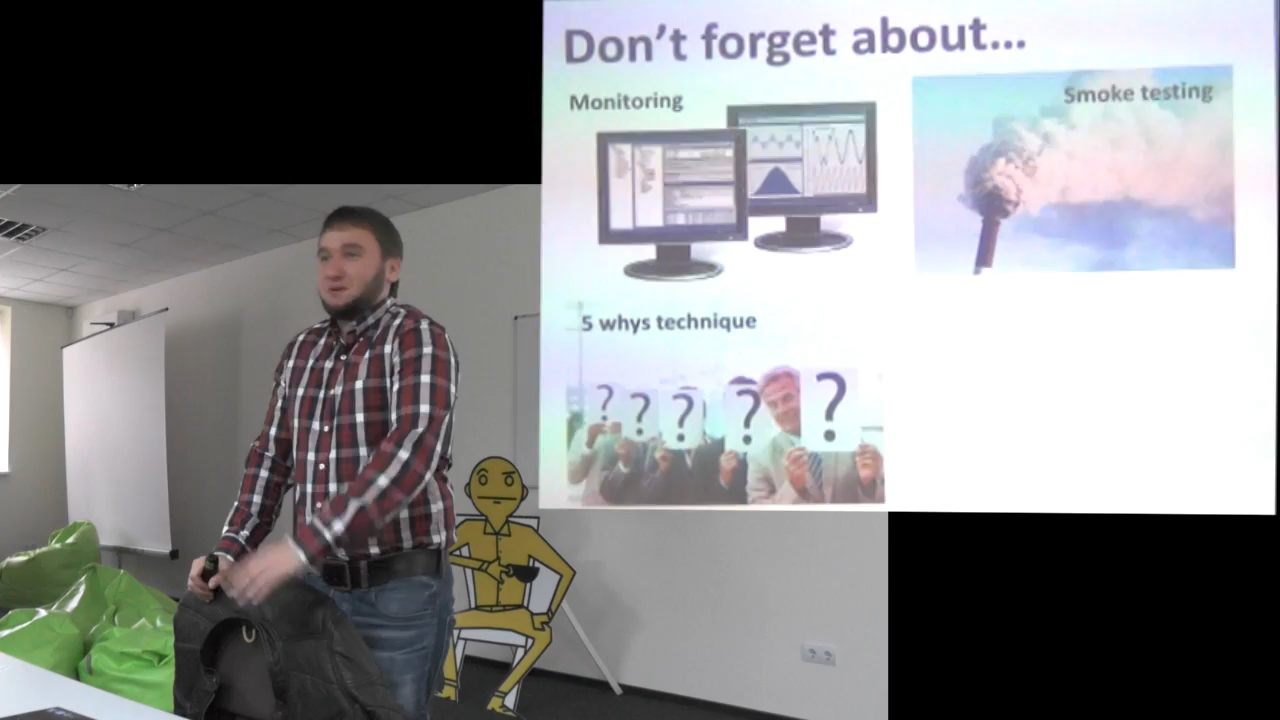 Don't forget about...
Monitoring
Smoke testing
5 whys technique
? ? ? ? ?